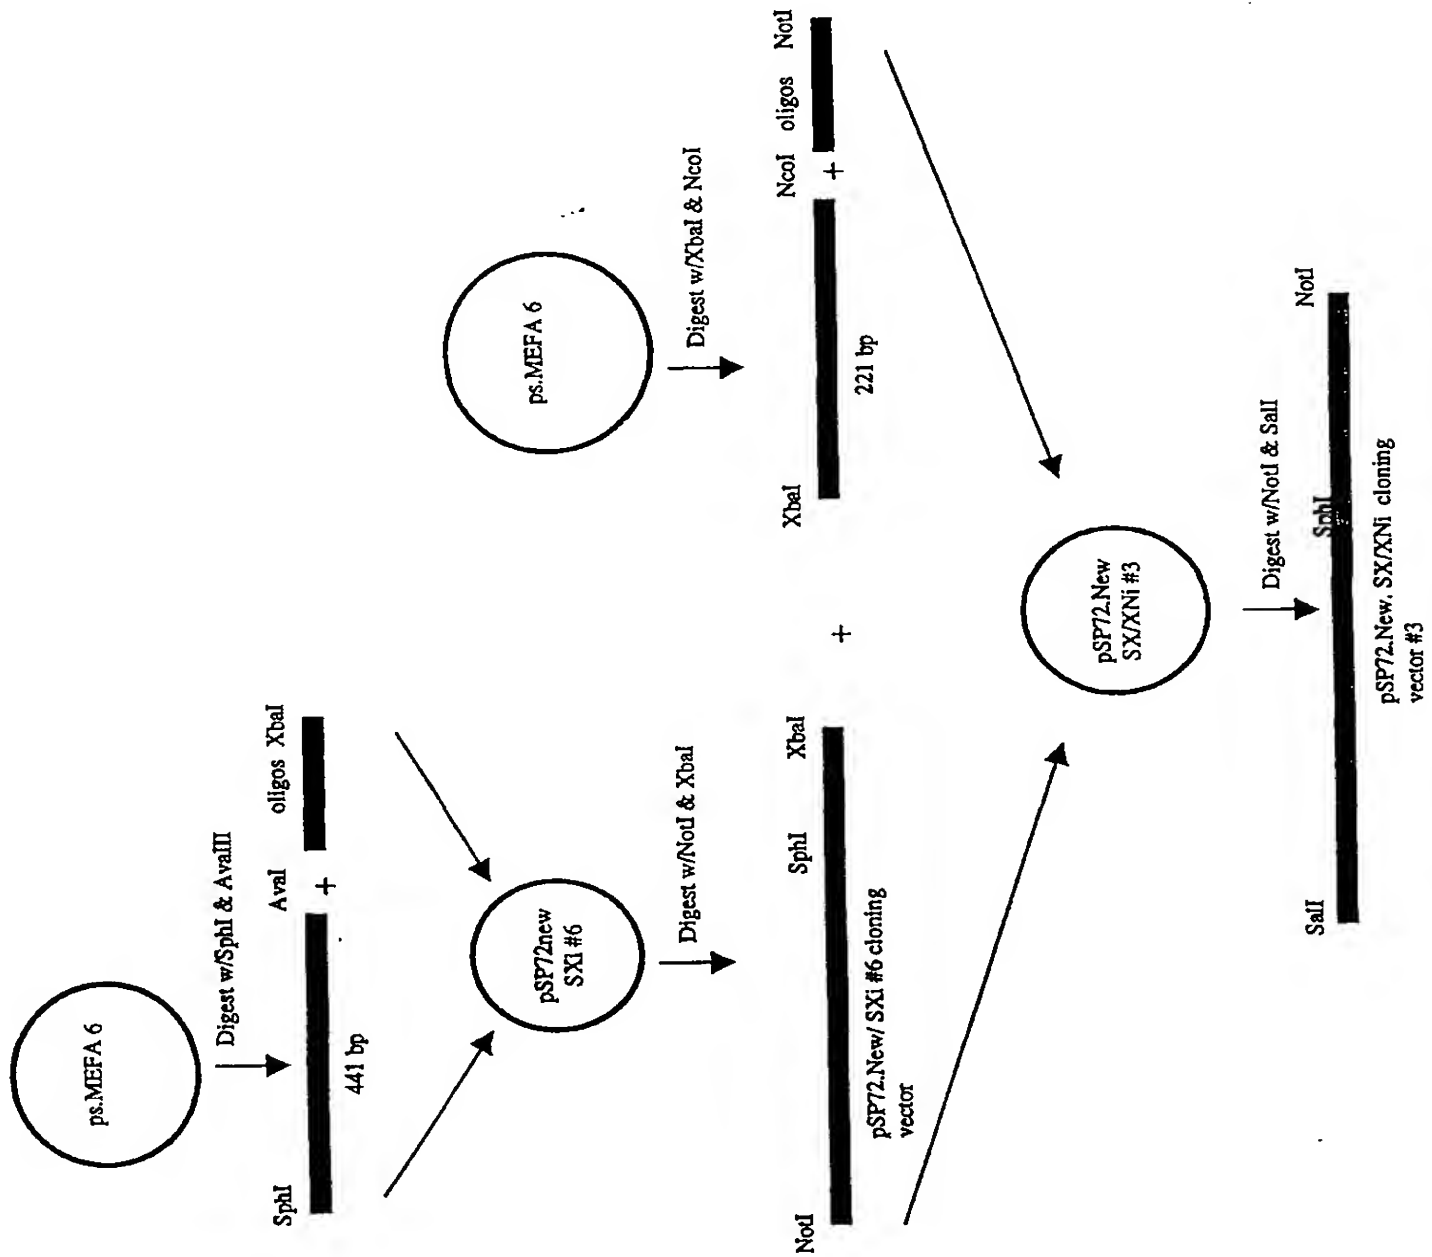 ps.MEFA 6
Digest w/SphI & AvaIII
SphI
AvaI
oligos XbaI
+
441 bp
pSP72new
SXI #6
Digest w/NotI & XbaI
ps.MEFA 6
Digest w/XbaI & NcoI
NotI
SphI
XbaI
+
XbaI
NcoI
oligos NotI
+
pSP72.New/ SXi #6 cloning
vector
221 bp
pSP72.New
SX/XNi #3
Digest w/NotI & SalI
SalI
SphI
NotI
pSP72.New. SX/XNi cloning
vector #3